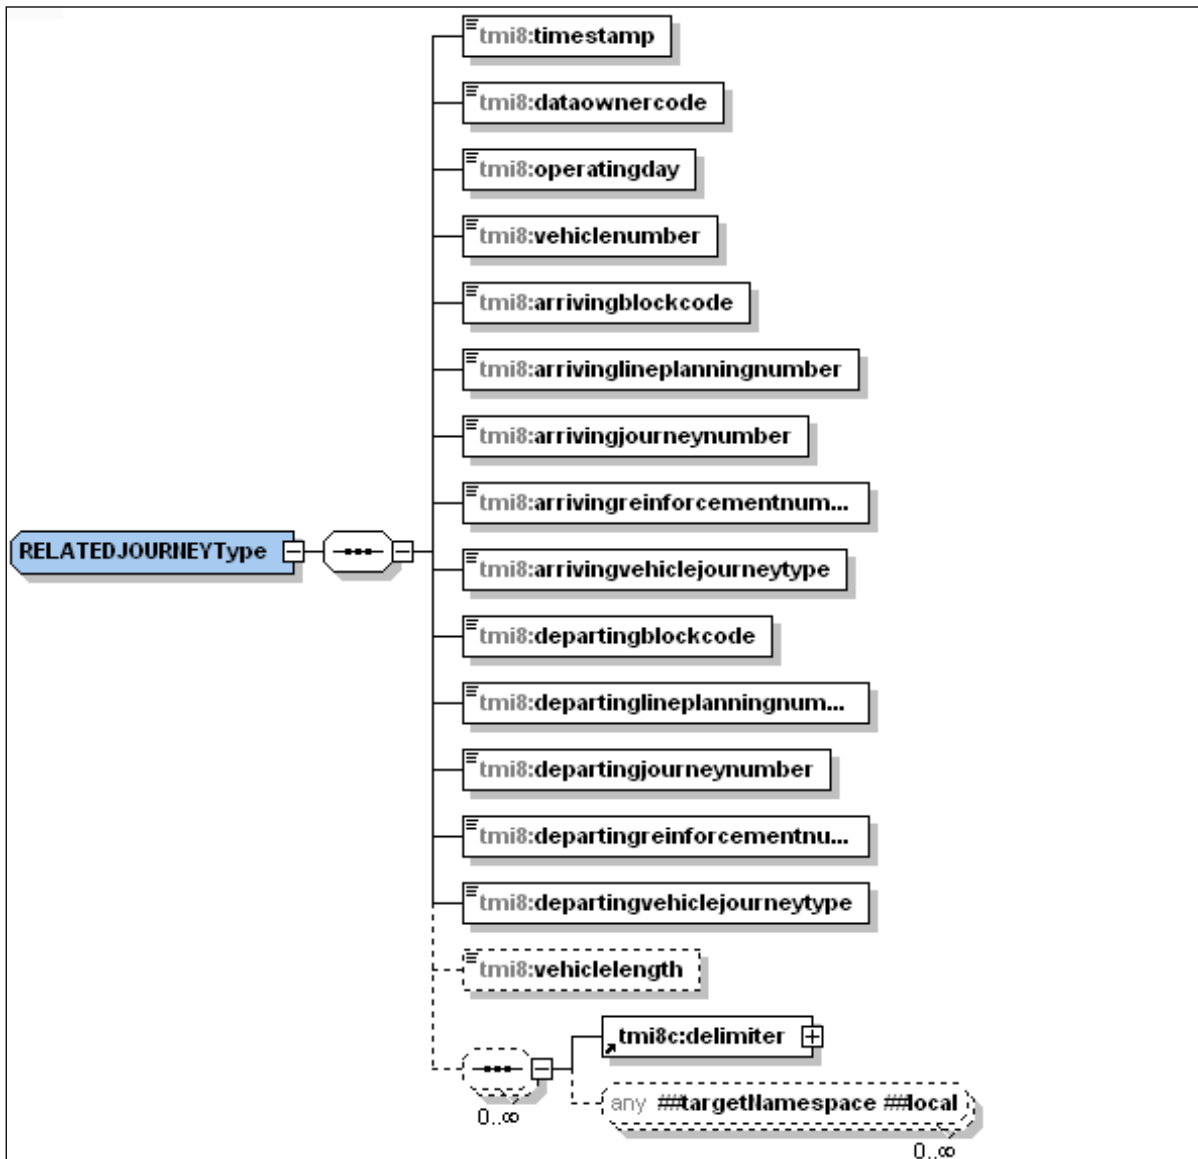 tmi8:timestamp
tmi8:dataownercode
tmi8:operatingday
tmi8:vehiclenumber
tmi8:arrivingblockcode
tmi8:arrivinglineplanningnumber
tmi8:arrivingjourneynumber
tmi8:arrivingreinforcementnum...
RELATEDJOURNEYType
tmi8:arrivingvehiclejourneytype
tmi8:departingblockcode
tmi8:departinglineplanningnum...
tmi8:departingjourneynumber
tmi8:departingreinforcementnu...
tmi8:departingvehiclejourneytype
tmi8:vehiclelength
tmi8c:delimiter
any ##targetNamespace ##local
0..∞
0..∞